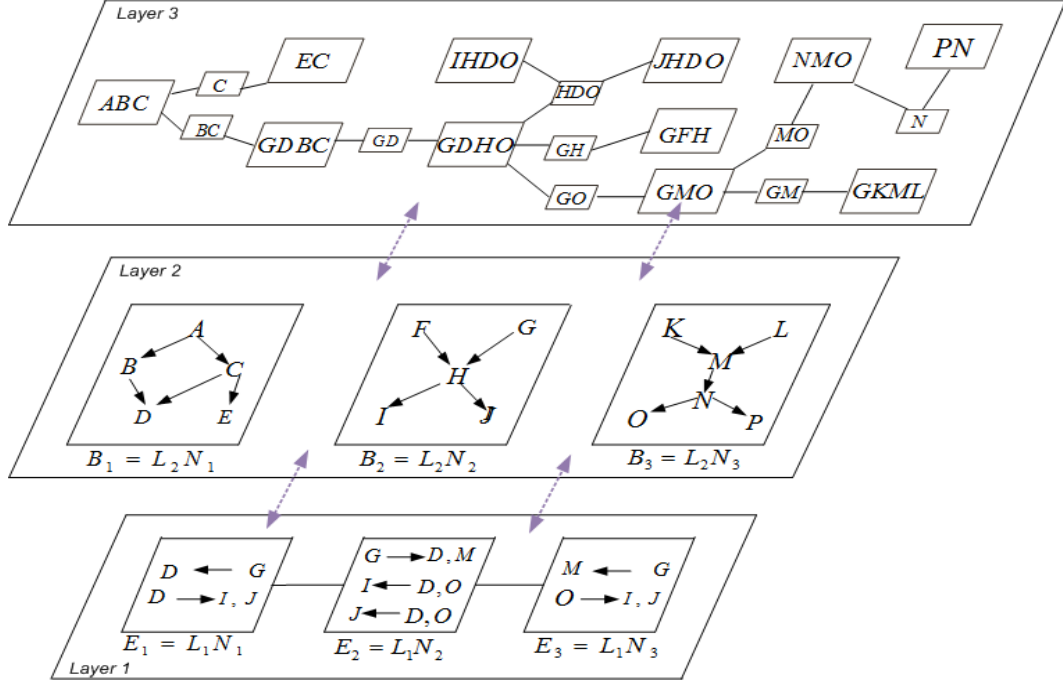 Layer 3
ABC
C
EC
BC
GDBC
GD
GDHO
IHDO
HDO
JHDO
GH
GFH
GO
GMO
MO
NMO
N
PN
GM
GKML
Layer 2
A
B
C
D
E
B₁ = L₂N₁
F
G
H
I
J
B₂ = L₂N₂
K
L
M
N
O
P
B₃ = L₂N₃
D ← G
D → I, J
E₁ = L₁N₁
G → D, M
I ← D, O
J ← D, O
E₂ = L₁N₂
M ← G
O → I, J
E₃ = L₁N₃
Layer 1